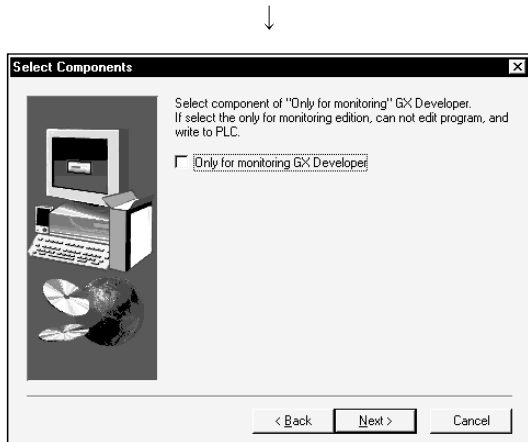 ↓
Select Components
Select component of "Only for monitoring" GX Developer.
If select the only for monitoring edition, can not edit program, and
write to PLC.
Only for monitoring GX Developer
< Back
Next >
Cancel